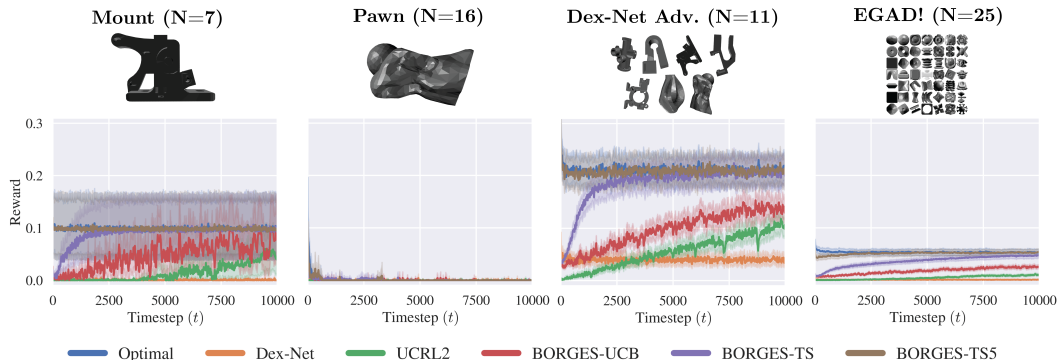 Mount (N=7)
Pawn (N=16)
Dex-Net Adv. (N=11)
EGAD! (N=25)
0.3
0.2
0.1
0.0
Reward
0 2500 5000 7500 10000
0 2500 5000 7500 10000
0 2500 5000 7500 10000
0 2500 5000 7500 10000
Timestep (t)
Timestep (t)
Timestep (t)
Timestep (t)
Optimal
Dex-Net
UCRL2
BORGES-UCB
BORGES-TS
BORGES-TS5